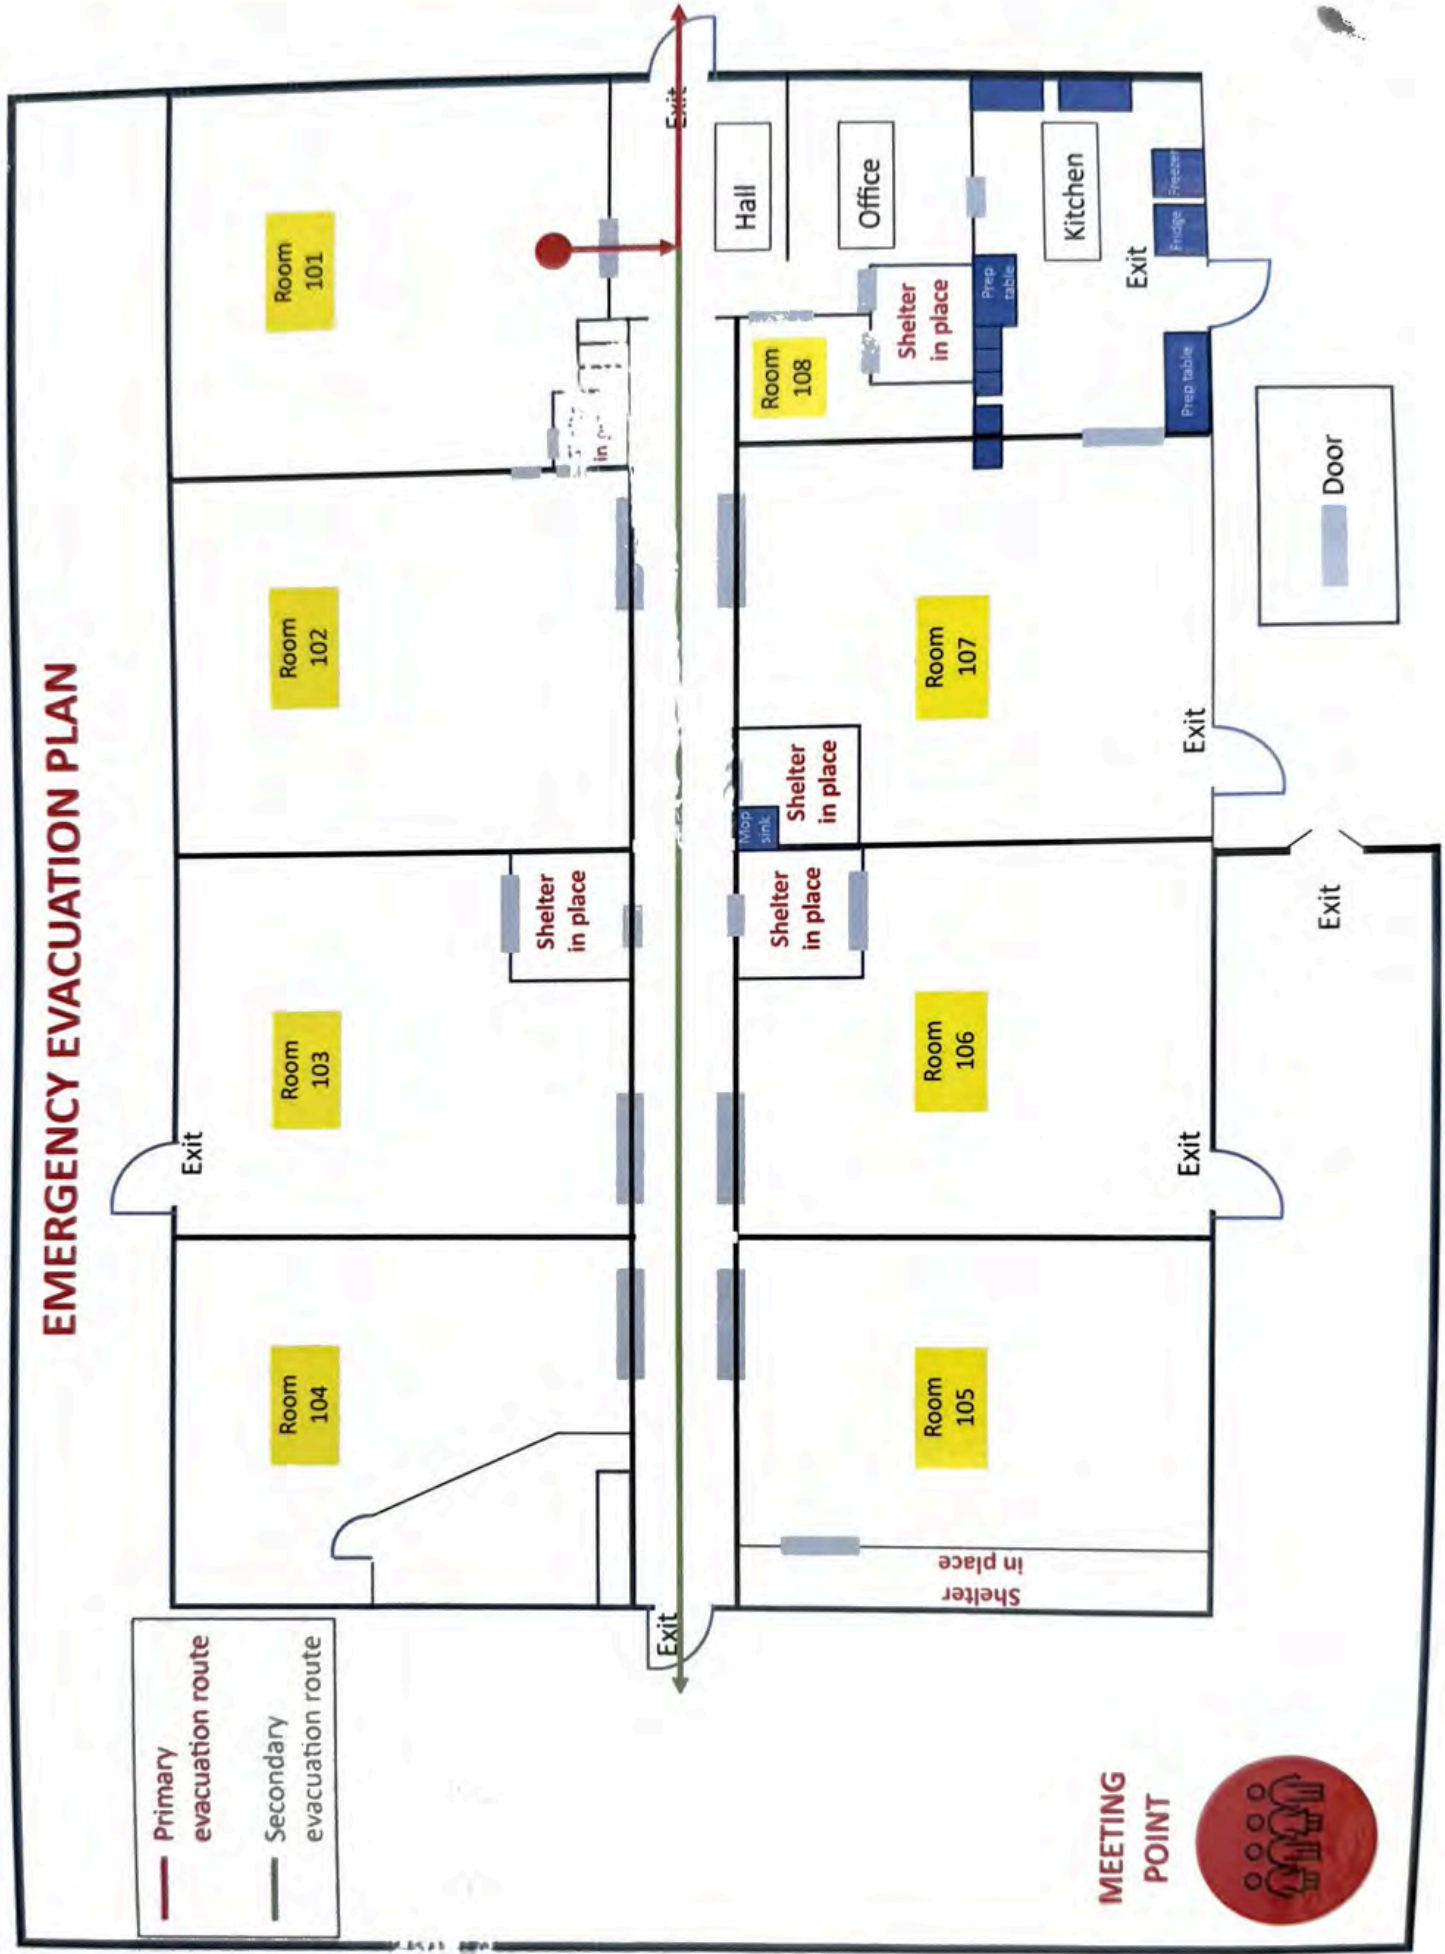 EMERGENCY EVACUATION PLAN
Primary
evacuation route
Secondary
evacuation route
Room
104
Exit
Room
103
Room
102
Room
101
Shelter
in place
in
Exit
Exit
Hall
Office
Kitchen
Room
108
Shelter
in place
Prep
table
Exit
Fridge
Freezer
Prep table
Mop
sink
Shelter
in place
Shelter
in place
Room
105
Room
106
Room
107
Shelter
in place
Exit
Exit
Exit
Door
MEETING
POINT